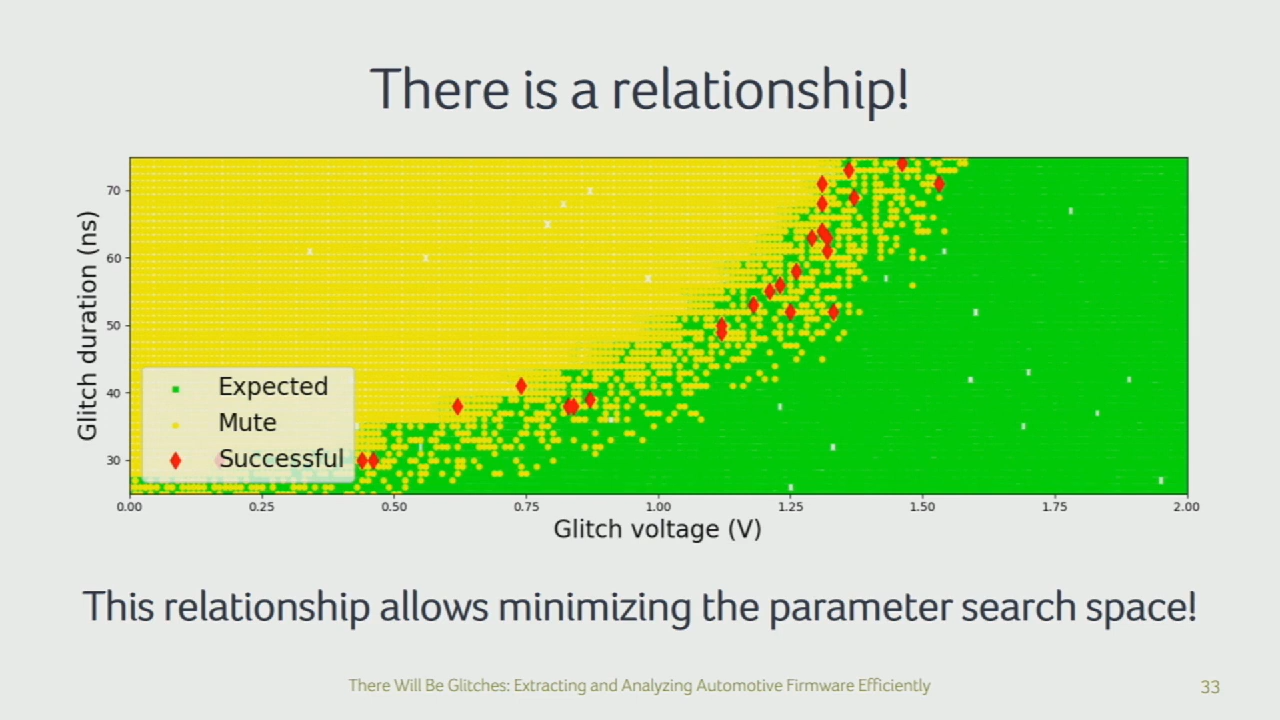 There is a relationship!
70
60
50
40
30
Glitch duration (ns)
Expected
Mute
Successful
0.00 0.25 0.50 0.75 1.00 1.25 1.50 1.75 2.00
Glitch voltage (V)
This relationship allows minimizing the parameter search space!
There Will Be Glitches: Extracting and Analyzing Automotive Firmware Efficiently
33